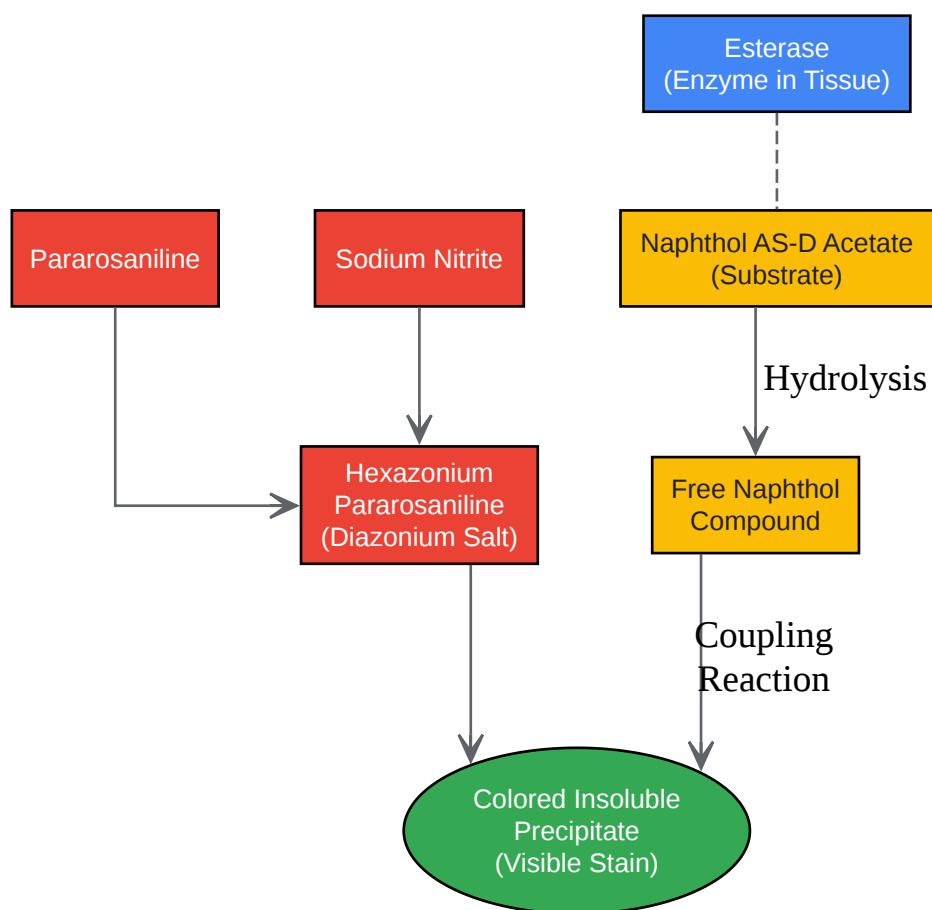 Esterase
(Enzyme in Tissue)
Pararosaniline
Sodium Nitrite
Naphthol AS-D Acetate
(Substrate)
Hydrolysis
Hexazonium
Pararosaniline
(Diazonium Salt)
Free Naphthol
Compound
Coupling
Reaction
Colored Insoluble
Precipitate
(Visible Stain)